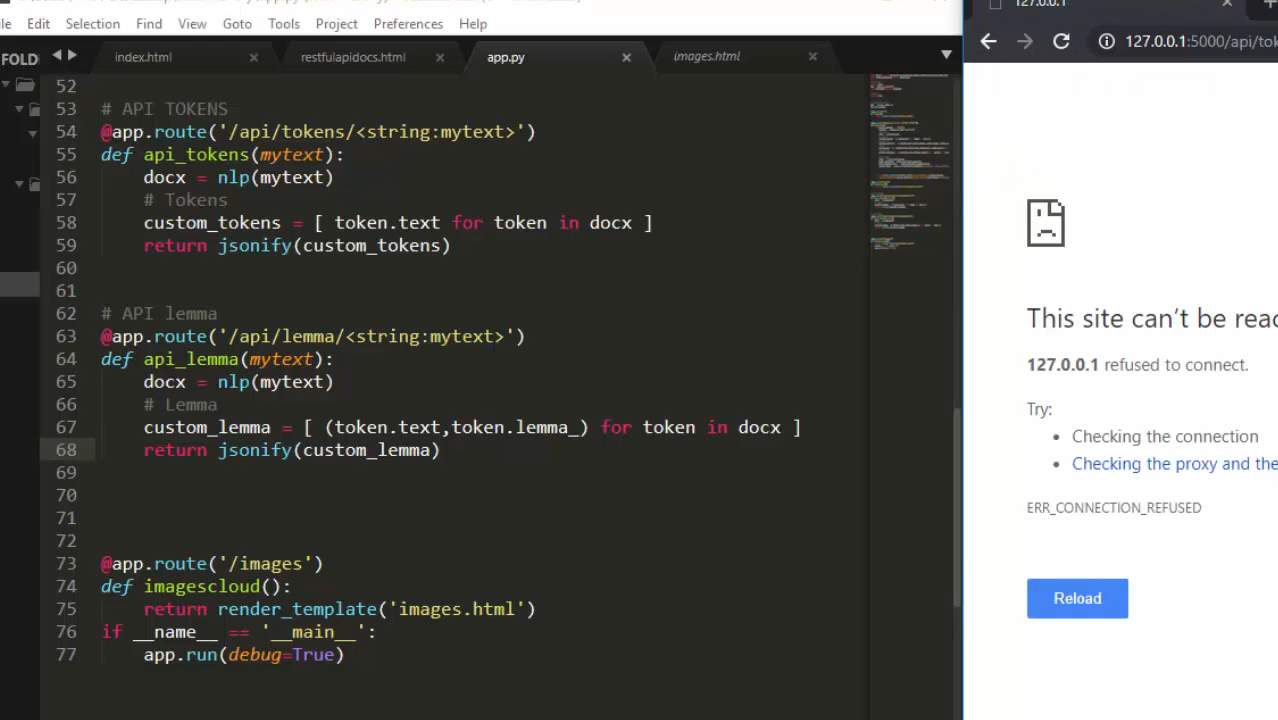 Edit Selection Find View Goto Tools Project Preferences Help
127.0.0.1
FOLD
index.html
restfulapidocs.html
app.py
images.html
127.0.0.1:5000/api/tok
52
53 # API TOKENS
54 @app.route('/api/tokens/<string:mytext>')
55 def api_tokens(mytext):
56 docx = nlp(mytext)
57 # Tokens
58 custom_tokens = [ token.text for token in docx ]
59 return jsonify(custom_tokens)
60
61
62 # API lemma
63 @app.route('/api/lemma/<string:mytext>')
64 def api_lemma(mytext):
65 docx = nlp(mytext)
66 # Lemma
67 custom_lemma = [ (token.text,token.lemma_) for token in docx ]
68 return jsonify(custom_lemma)
69
70
71
72
73 @app.route('/images')
74 def imagescloud():
75 return render_template('images.html')
76 if __name__ == '__main__':
77 app.run(debug=True)
This site can't be reac
127.0.0.1 refused to connect.
Try:
• Checking the connection
• Checking the proxy and the
ERR_CONNECTION_REFUSED
Reload